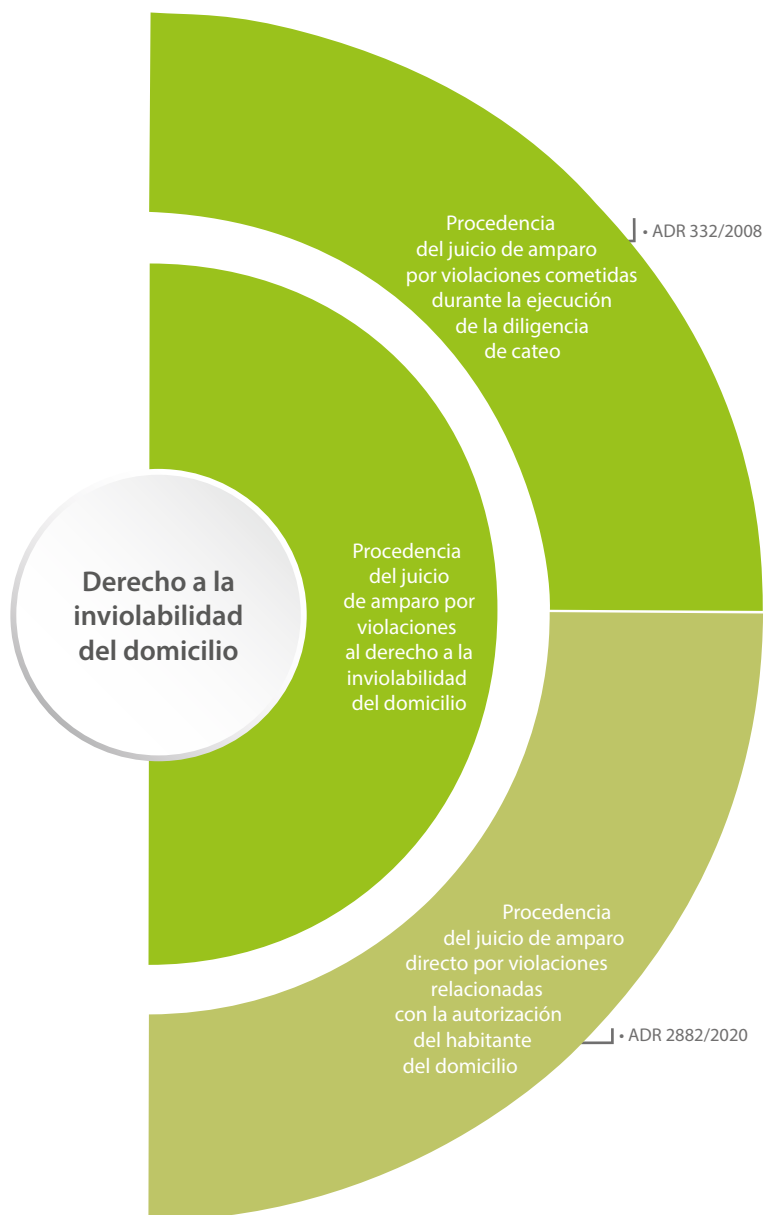 Derecho a la
inviolabilidad
del domicilio
Procedencia
del juicio
de amparo por
violaciones
al derecho a la
inviolabilidad
del domicilio
Procedencia
del juicio de amparo
por violaciones cometidas
durante la ejecución
de la diligencia
de cateo
• ADR 332/2008
Procedencia
del juicio de amparo
directo por violaciones
relacionadas
con la autorización
del habitante
del domicilio
• ADR 2882/2020